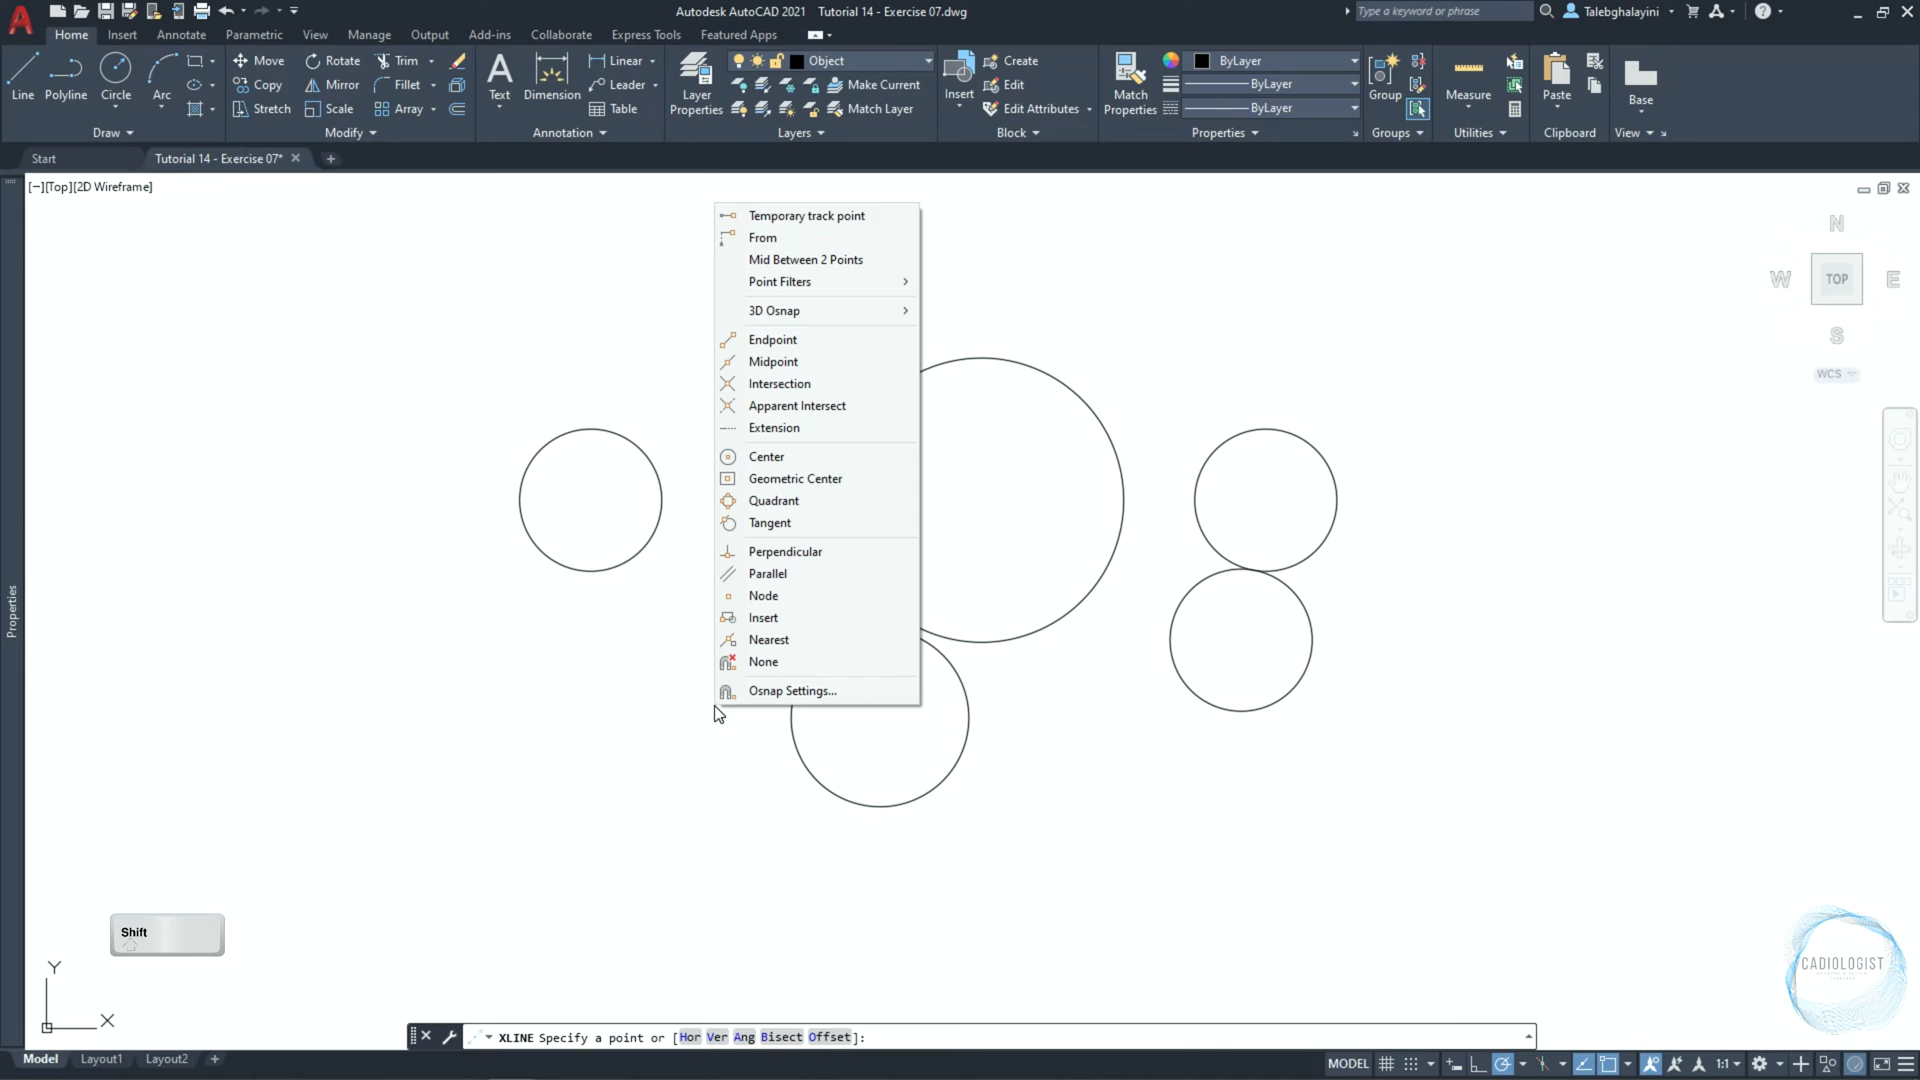 Autodesk AutoCAD 2021 Tutorial 14 - Exercise 07.dwg
Type a keyword or phrase
Talebghalayini
Home Insert Annotate Parametric View Manage Output Add-ins Collaborate Express Tools Featured Apps
Line Polyline Circle Arc
Move Rotate Trim
Copy Mirror Fillet
Stretch Scale Array
Text Dimension
Linear
Leader
Table
Layer Properties
Object
Make Current
Match Layer
Insert
Create
Edit
Edit Attributes
Match Properties
ByLayer
ByLayer
ByLayer
Group
Measure
Paste
Base
Draw Modify Annotation Layers Block Properties Groups Utilities Clipboard View
Start Tutorial 14 - Exercise 07*
[−][Top][2D Wireframe]
Temporary track point
From
Mid Between 2 Points
Point Filters
3D Osnap
Endpoint
Midpoint
Intersection
Apparent Intersect
Extension
Center
Geometric Center
Quadrant
Tangent
Perpendicular
Parallel
Node
Insert
Nearest
None
Osnap Settings...
N
W TOP E
S
WCS
Properties
Shift
Y
X
CADIOLOGIST
XLINE Specify a point or [Hor Ver Ang Bisect Offset]:
Model Layout1 Layout2
MODEL 1:1